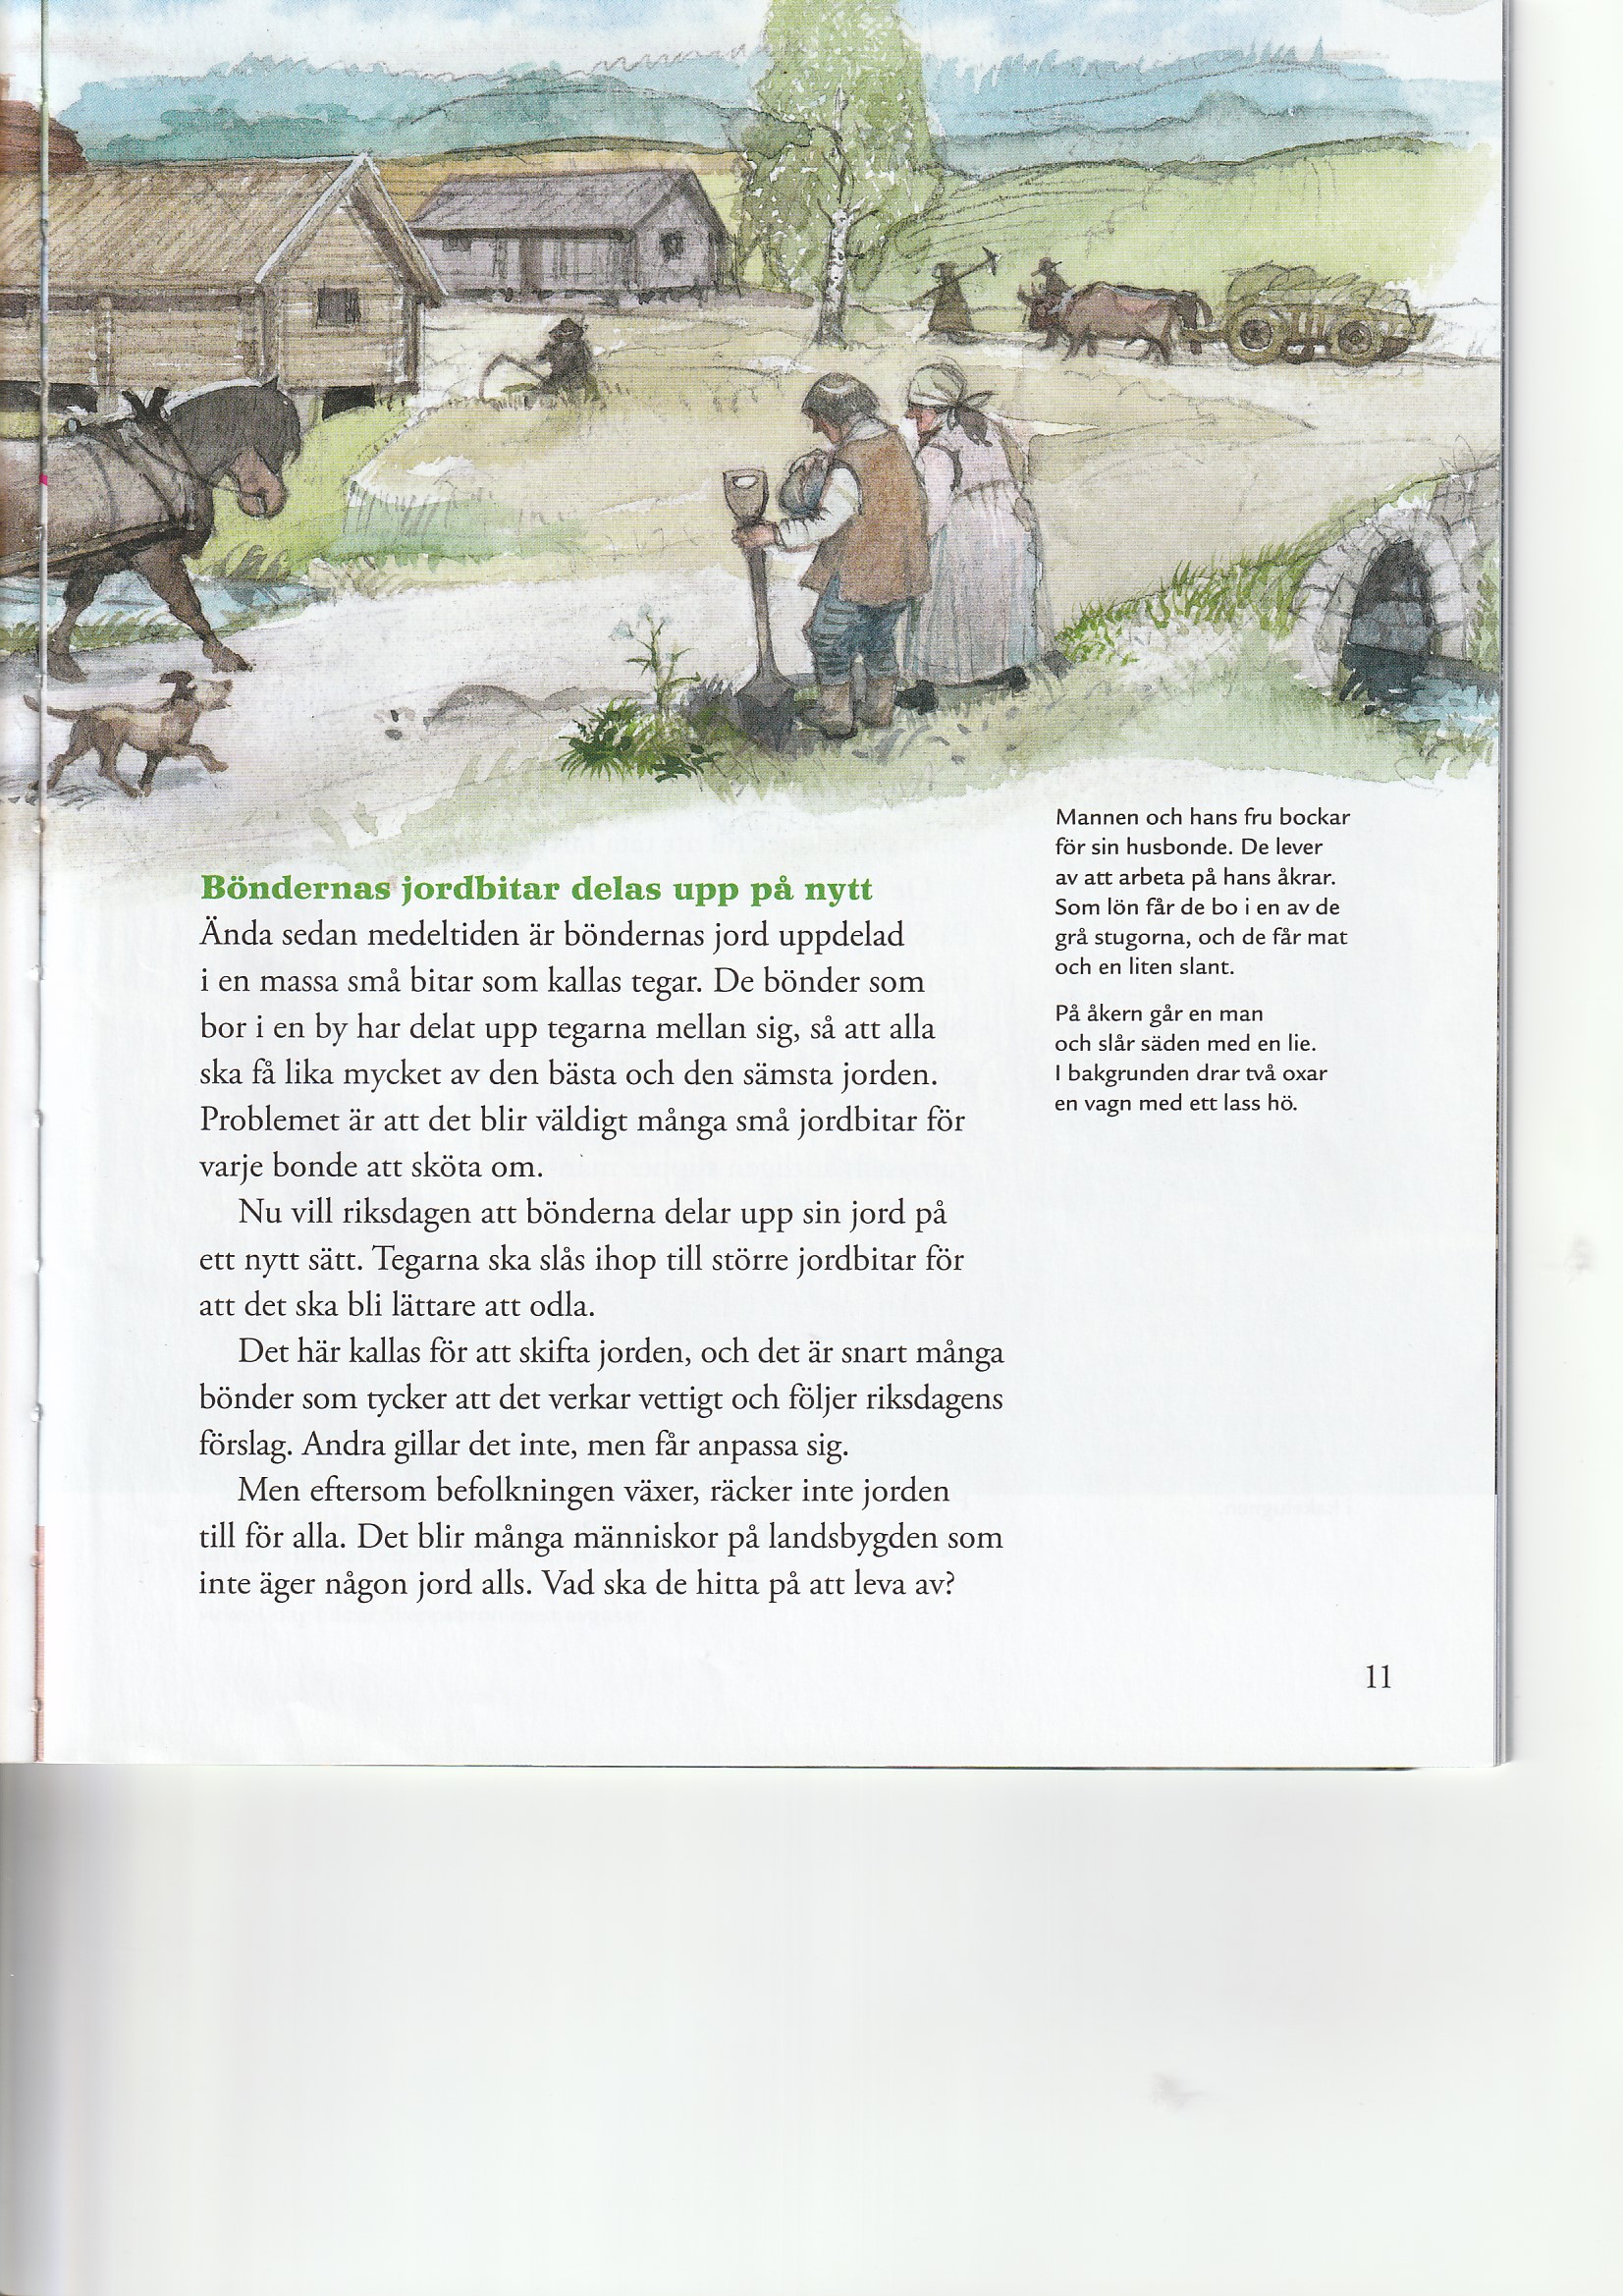 Böndernas jordbitar delas upp på nytt
Ända sedan medeltiden är böndernas jord uppdelad
i en massa små bitar som kallas tegar. De bönder som
bor i en by har delat upp tegarna mellan sig, så att alla
ska få lika mycket av den bästa och den sämsta jorden.
Problemet är att det blir väldigt många små jordbitar för
varje bonde att sköta om.
Nu vill riksdagen att bönderna delar upp sin jord på
ett nytt sätt. Tegarna ska slås ihop till större jordbitar för
att det ska bli lättare att odla.
Det här kallas för att skifta jorden, och det är snart många
bönder som tycker att det verkar vettigt och följer riksdagens
förslag. Andra gillar det inte, men får anpassa sig.
Men eftersom befolkningen växer, räcker inte jorden
till för alla. Det blir många människor på landsbygden som
inte äger någon jord alls. Vad ska de hitta på att leva av?
Mannen och hans fru bockar
för sin husbonde. De lever
av att arbeta på hans åkrar.
Som lön får de bo i en av de
grå stugorna, och de får mat
och en liten slant.
På åkern går en man
och slår säden med en lie.
I bakgrunden drar två oxar
en vagn med ett lass hö.
11